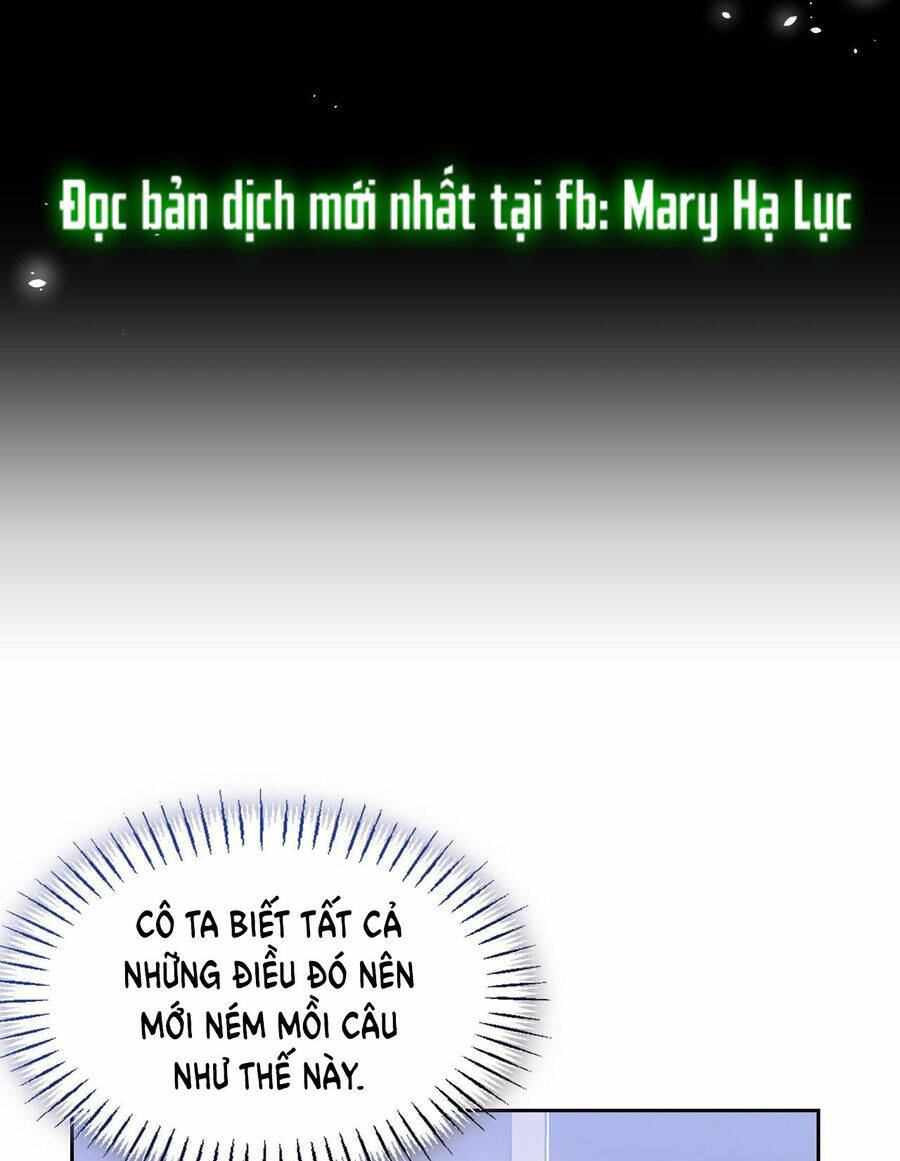 Đọc bản dịch mới nhất tại fb: Mary Hạ Lục
CÔ TA BIẾT TẤT CẢ
NHỮNG ĐIỀU ĐÓ NÊN
MỚI NÉM MỒI CÂU
NHƯ THẾ NÀY.